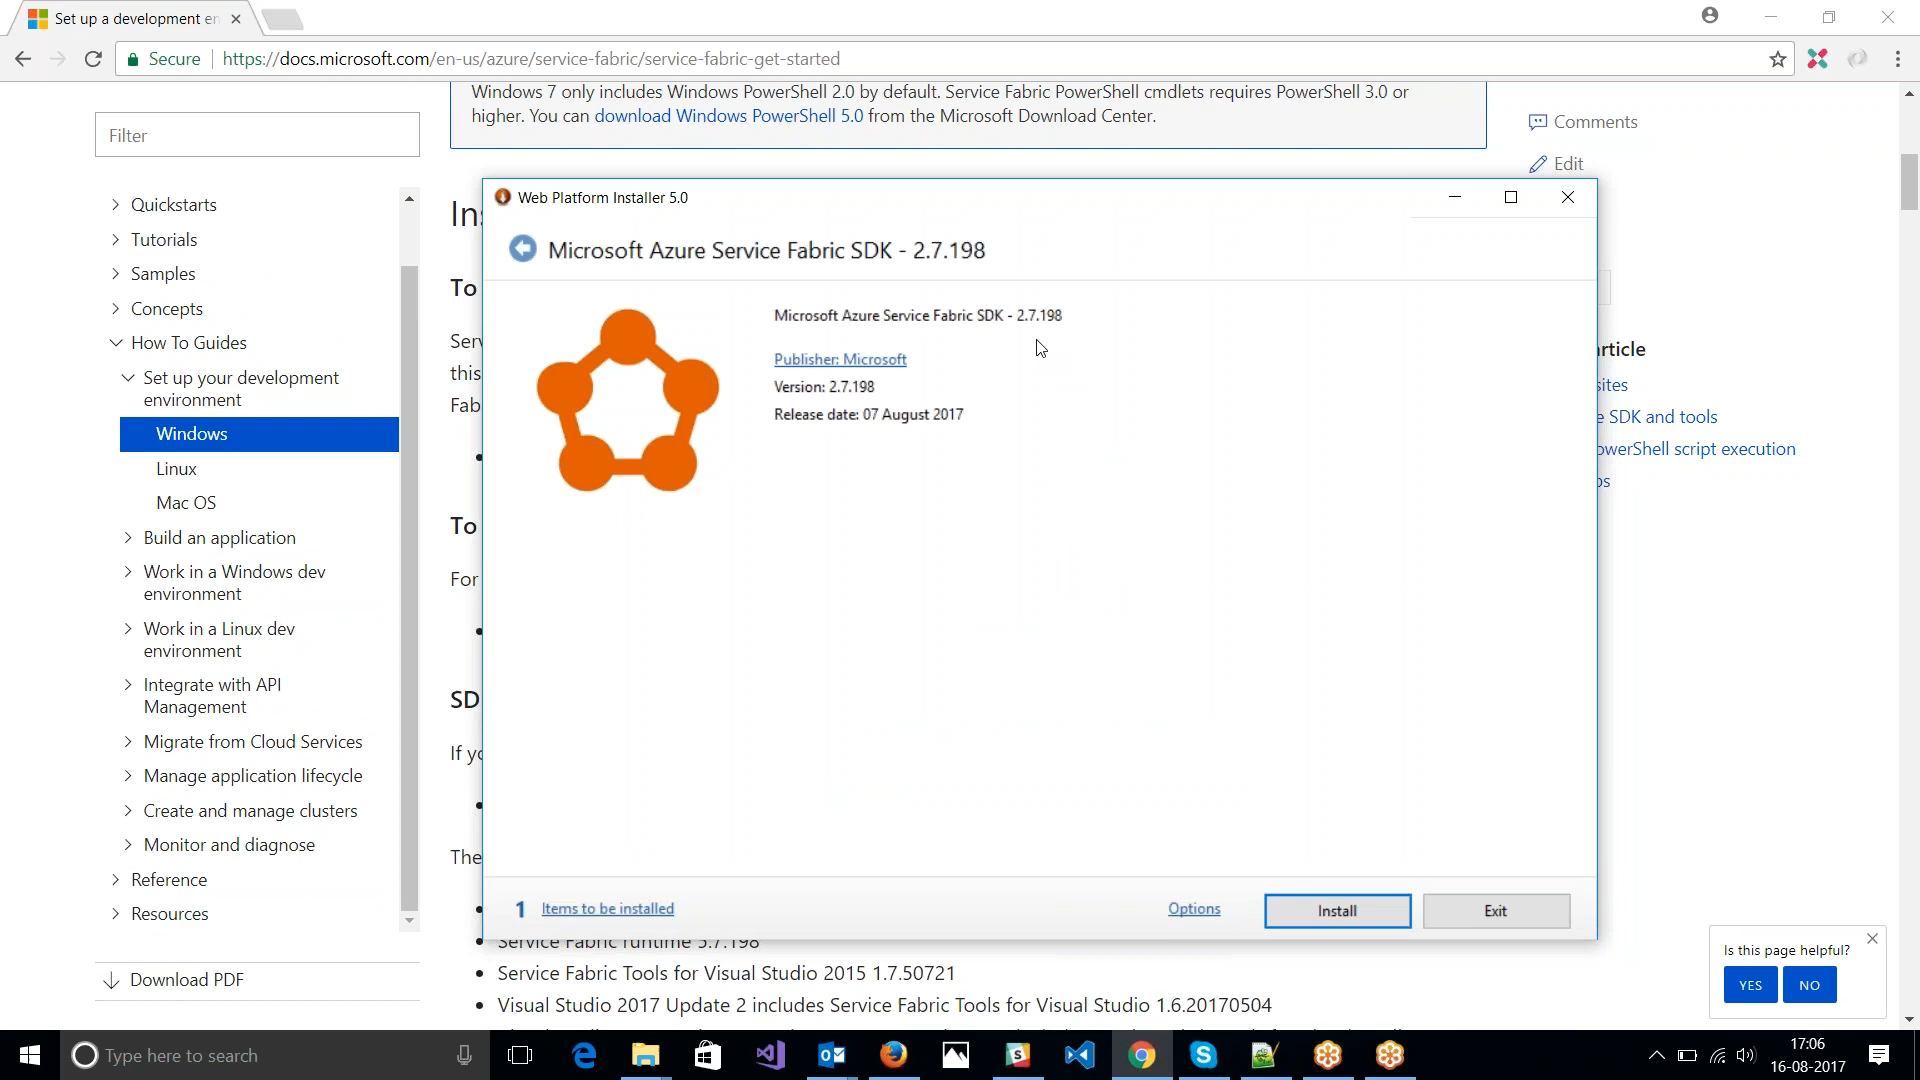 Set up a development en
Secure
https://docs.microsoft.com/en-us/azure/service-fabric/service-fabric-get-started
Windows 7 only includes Windows PowerShell 2.0 by default. Service Fabric PowerShell cmdlets requires PowerShell 3.0 or
higher. You can download Windows PowerShell 5.0 from the Microsoft Download Center.
Filter
Quickstarts
Tutorials
Samples
Concepts
How To Guides
Set up your development
environment
Windows
Linux
Mac OS
Build an application
Work in a Windows dev
environment
Work in a Linux dev
environment
Integrate with API
Management
Migrate from Cloud Services
Manage application lifecycle
Create and manage clusters
Monitor and diagnose
Reference
Resources
Download PDF
Ins
To
Serv
this
Fab
To
For
SD
If yo
The
Web Platform Installer 5.0
Microsoft Azure Service Fabric SDK - 2.7.198
Microsoft Azure Service Fabric SDK - 2.7.198
Publisher: Microsoft
Version: 2.7.198
Release date: 07 August 2017
1 Items to be installed
Options
Install
Exit
Service Fabric runtime 5.7.198
Service Fabric Tools for Visual Studio 2015 1.7.50721
Visual Studio 2017 Update 2 includes Service Fabric Tools for Visual Studio 1.6.20170504
Comments
Edit
rticle
sites
e SDK and tools
owerShell script execution
ps
Is this page helpful?
YES
NO
Type here to search
17:06
16-08-2017